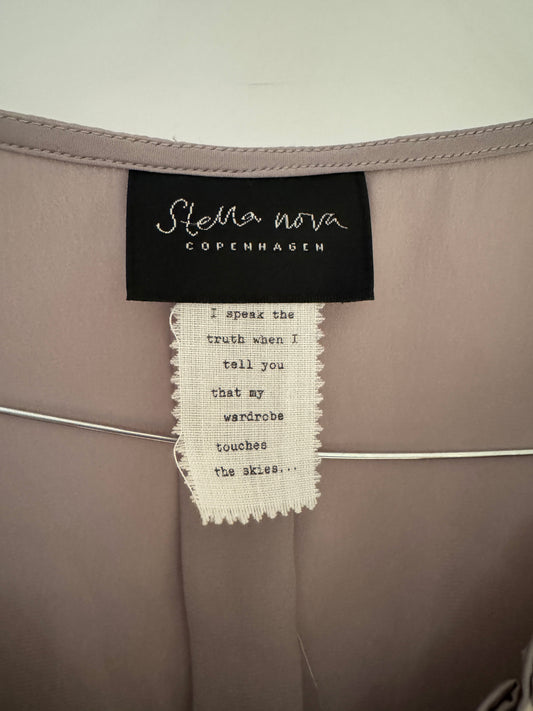 Stella nova
COPENHAGEN
I speak the
truth when I
tell you
that my
wardrobe
touches
the skies...